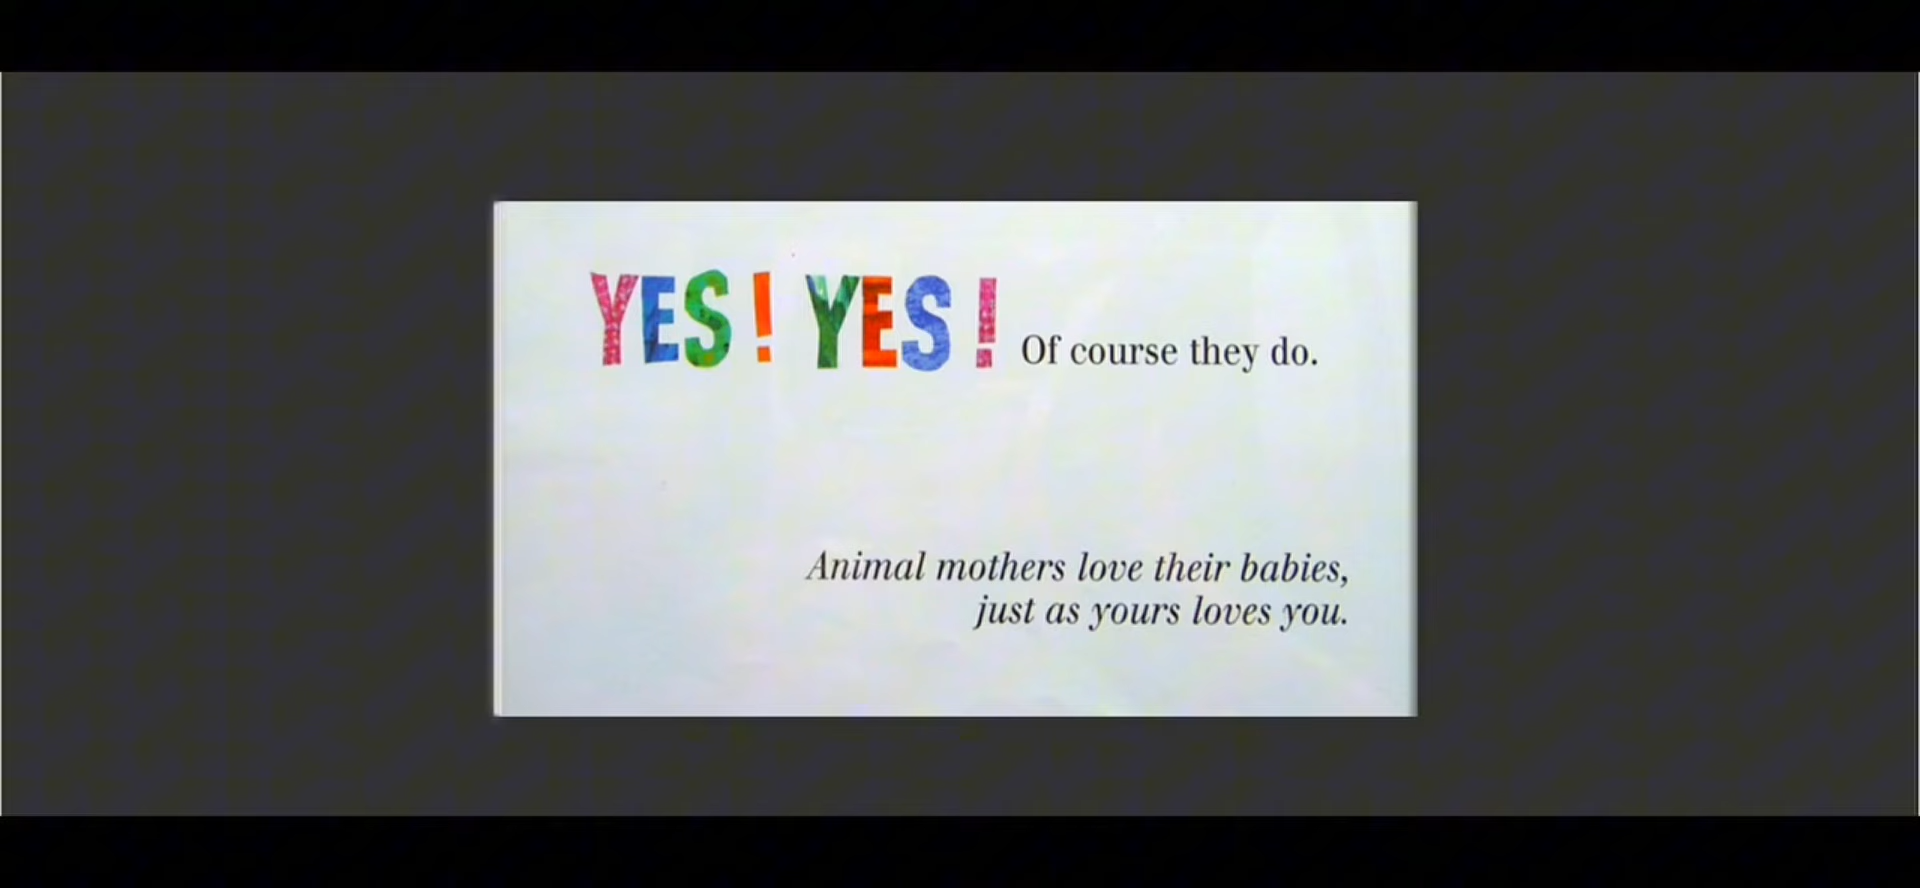 YES! YES! Of course they do.
Animal mothers love their babies,
just as yours loves you.